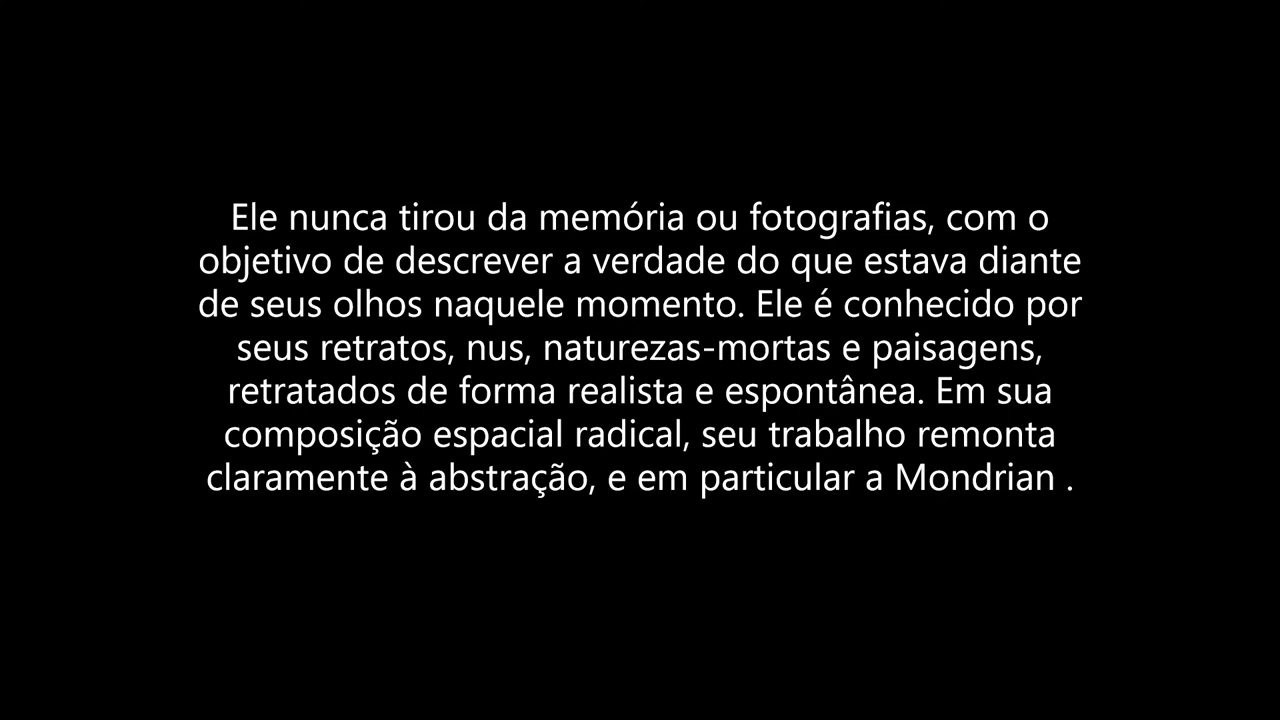 Ele nunca tirou da memória ou fotografias, com o
objetivo de descrever a verdade do que estava diante
de seus olhos naquele momento. Ele é conhecido por
seus retratos, nus, naturezas-mortas e paisagens,
retratados de forma realista e espontânea. Em sua
composição espacial radical, seu trabalho remonta
claramente à abstração, e em particular a Mondrian .